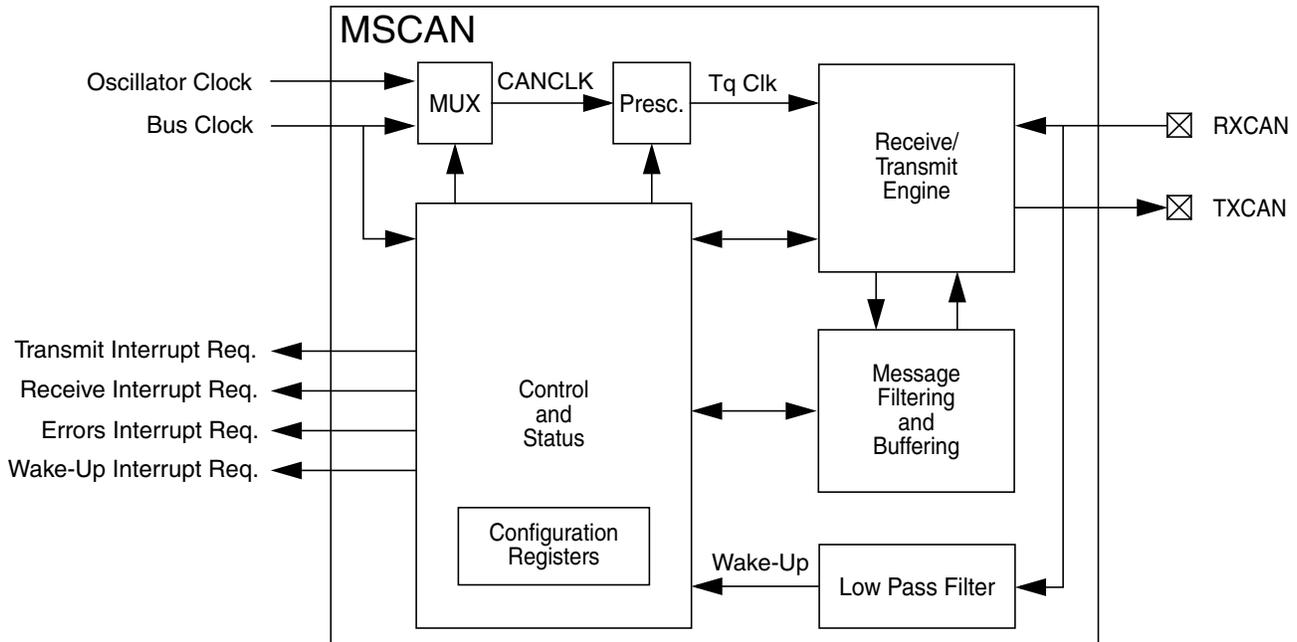 MSCAN
Oscillator Clock
MUX
CANCLK
Presc.
Tq Clk
Bus Clock
Receive/
Transmit
Engine
RXCAN
TXCAN
Transmit Interrupt Req.
Receive Interrupt Req.
Errors Interrupt Req.
Wake-Up Interrupt Req.
Control
and
Status
Message
Filtering
and
Buffering
Configuration
Registers
Wake-Up
Low Pass Filter